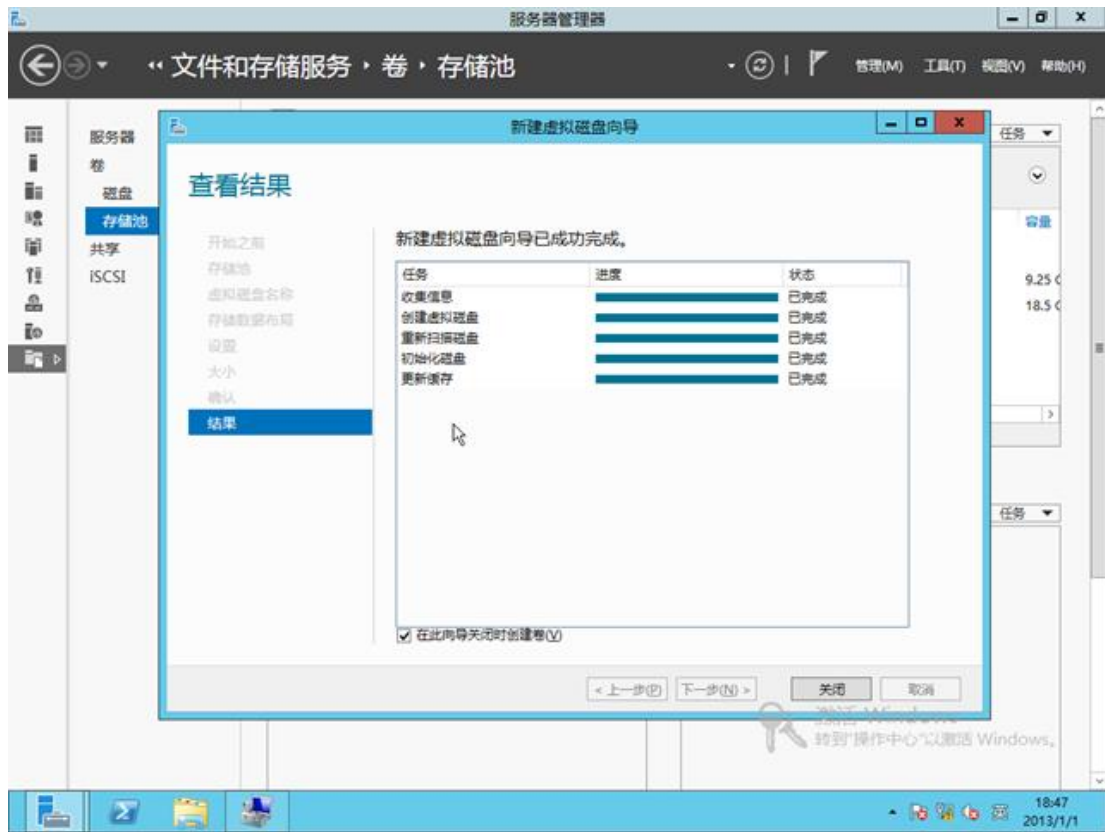 服务器管理器
文件和存储服务 · 卷 · 存储池
管理(M) 工具(T) 视图(V) 帮助(H)
服务器
卷
磁盘
存储池
共享
iSCSI
新建虚拟磁盘向导
查看结果
开始之前
存储池
虚拟磁盘名称
存储数据布局
设置
大小
确认
结果
新建虚拟磁盘向导已成功完成。
任务 进度 状态
收集信息 已完成
创建虚拟磁盘 已完成
重新扫描磁盘 已完成
初始化磁盘 已完成
更新缓存 已完成
在此向导关闭时创建卷(V)
< 上一步(P) 下一步(N) > 关闭 取消
任务
容量
9.25
18.5
任务
激活 Windows
转到"操作中心"以激活 Windows。
18:47
2013/1/1